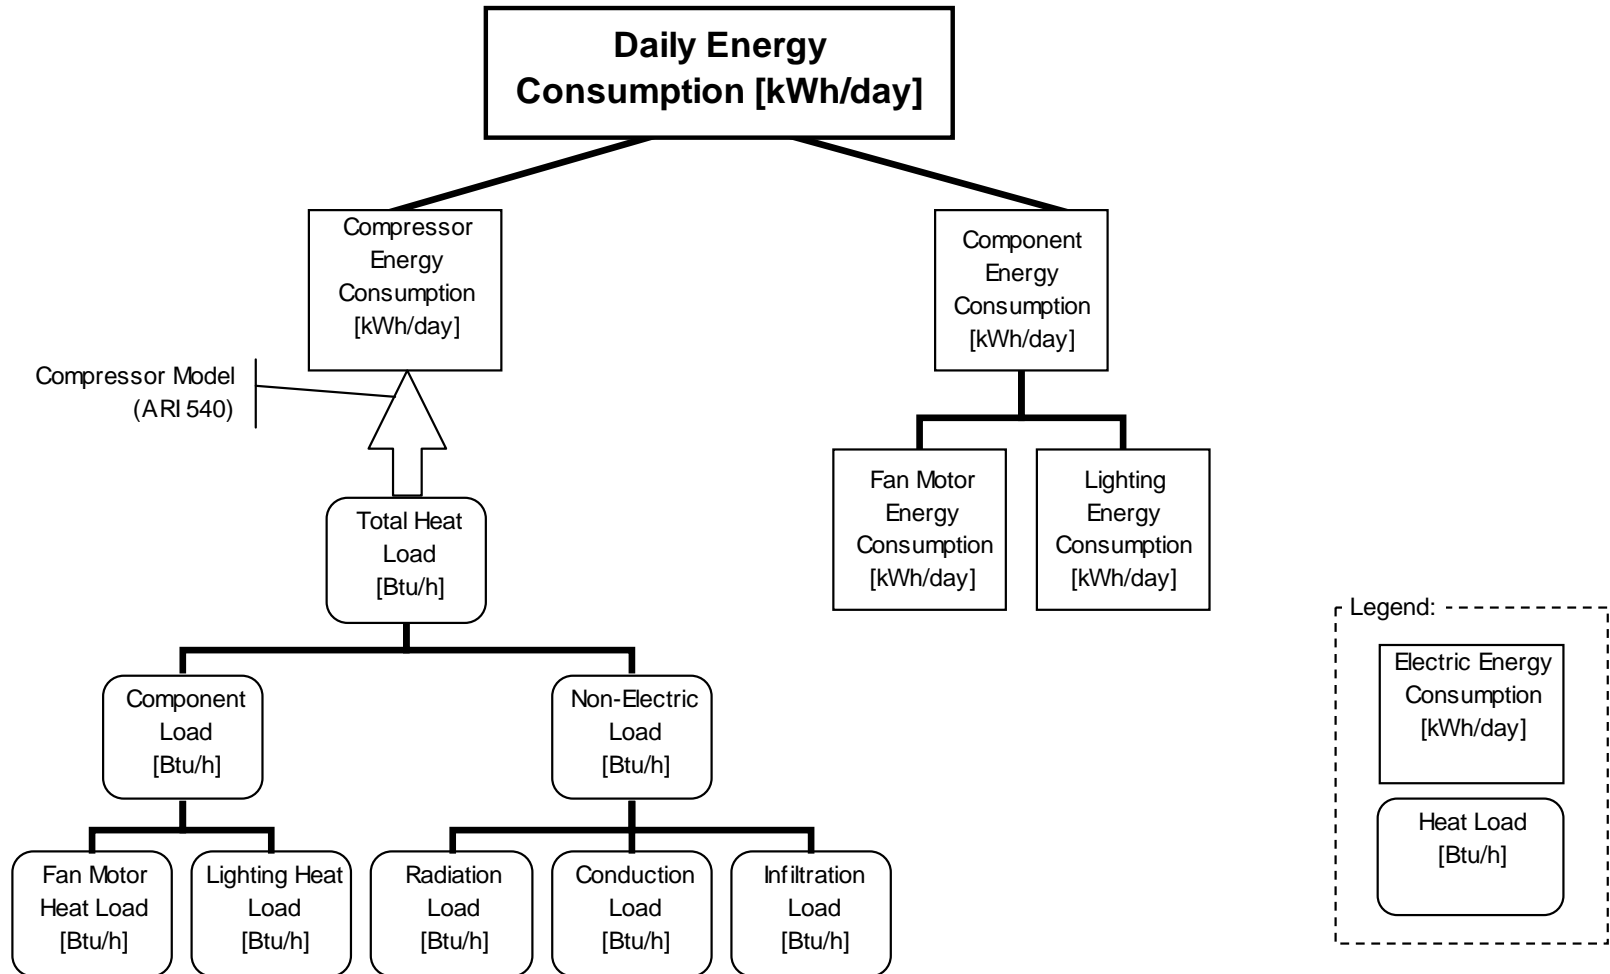 Daily Energy
Consumption [kWh/day]
Compressor
Energy
Consumption
[kWh/day]
Component
Energy
Consumption
[kWh/day]
Compressor Model
(ARI 540)
Fan Motor
Energy
Consumption
[kWh/day]
Lighting
Energy
Consumption
[kWh/day]
Total Heat
Load
[Btu/h]
Component
Load
[Btu/h]
Non-Electric
Load
[Btu/h]
Fan Motor
Heat Load
[Btu/h]
Lighting Heat
Load
[Btu/h]
Radiation
Load
[Btu/h]
Conduction
Load
[Btu/h]
Infiltration
Load
[Btu/h]
Legend:
Electric Energy
Consumption
[kWh/day]
Heat Load
[Btu/h]